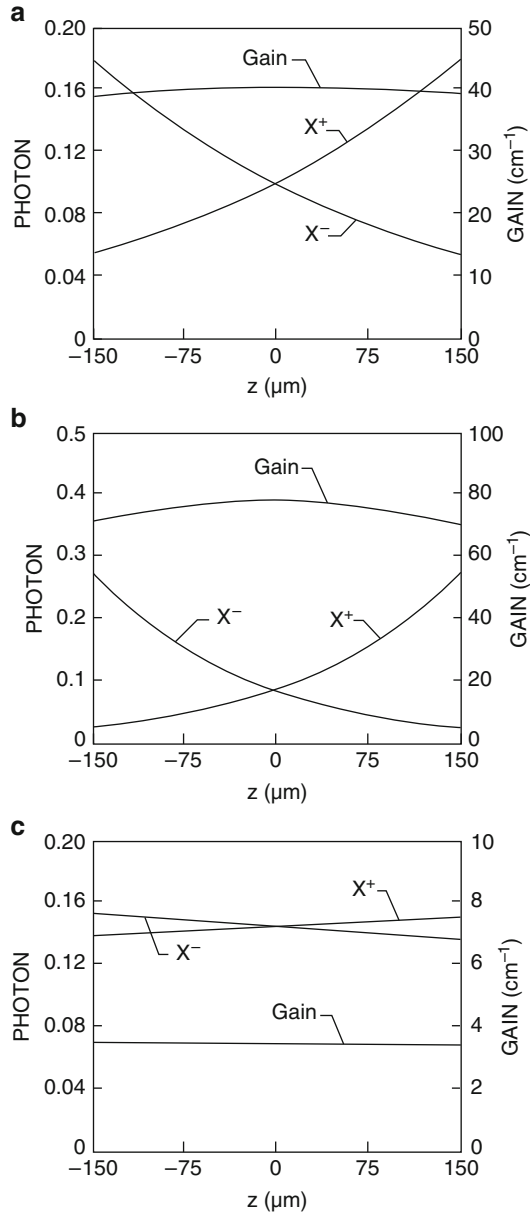 a
0.20
0.16
0.12
0.08
0.04
0
PHOTON
50
40
30
20
10
0
GAIN (cm⁻¹)
Gain
X⁺
X⁻
−150
−75
0
75
150
z (μm)
b
0.5
0.4
0.3
0.2
0.1
0
PHOTON
100
80
60
40
20
0
GAIN (cm⁻¹)
Gain
X⁻
X⁺
−150
−75
0
75
150
z (μm)
c
0.20
0.16
0.12
0.08
0.04
0
PHOTON
10
8
6
4
2
0
GAIN (cm⁻¹)
X⁺
X⁻
Gain
−150
−75
0
75
150
z (μm)